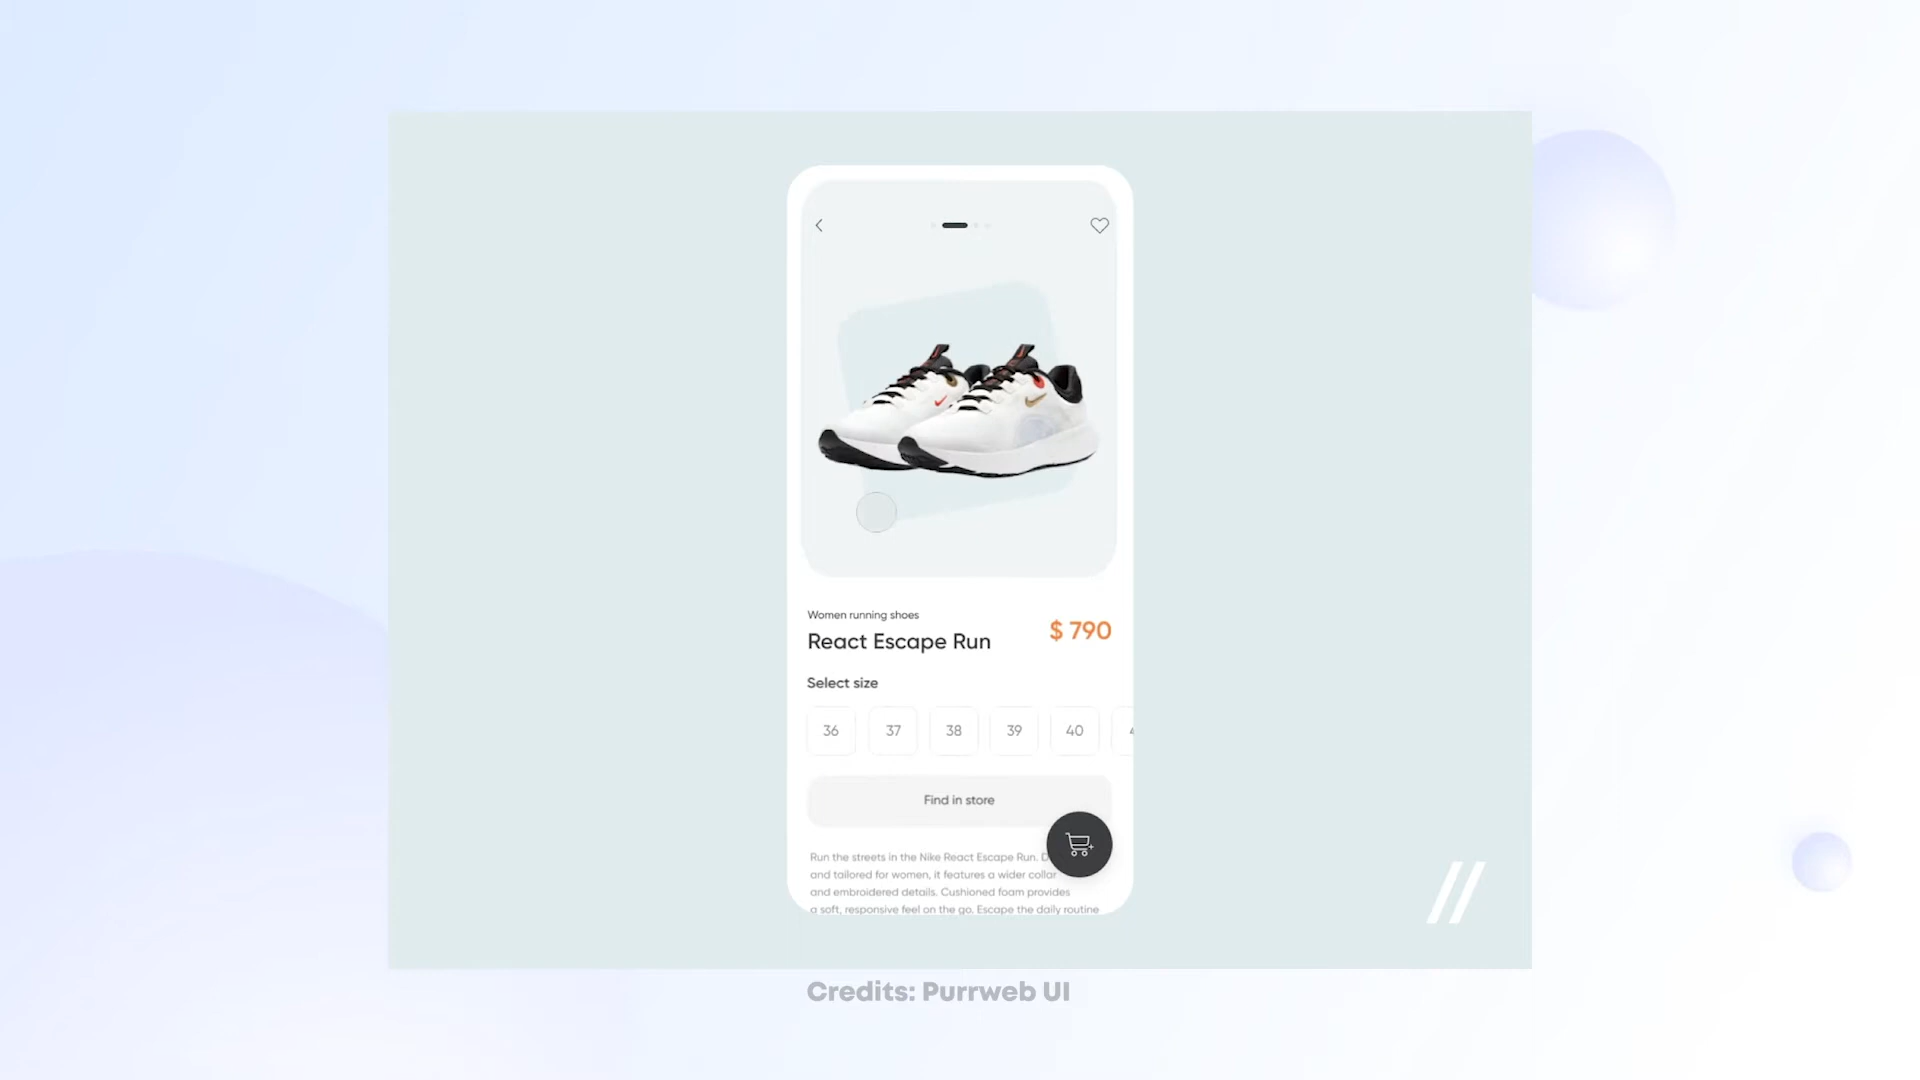 Women running shoes
React Escape Run
$ 790
Select size
36 37 38 39 40
Find in store
Run the streets in the Nike React Escape Run.
and tailored for women, it features a wider collar
and embroidered details. Cushioned foam provides
a soft, responsive feel on the go. Escape the daily routine
Credits: Purrweb UI